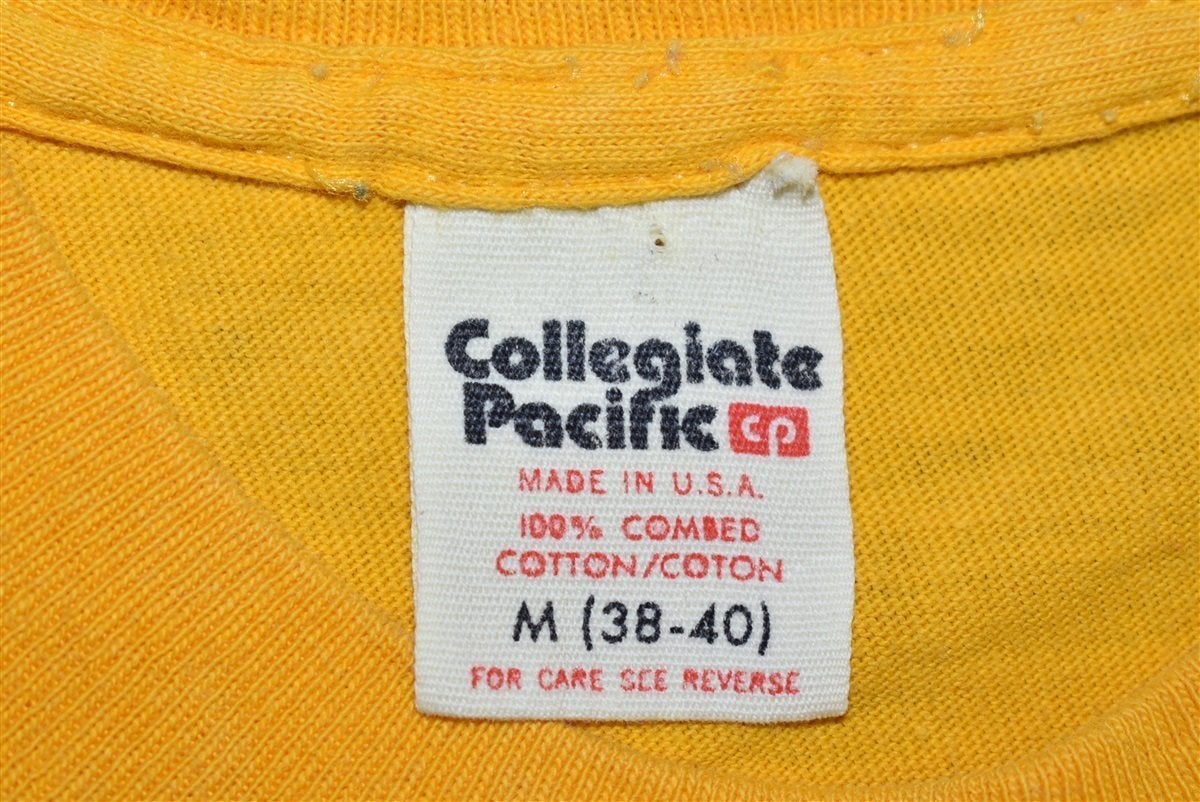 Collegiate
Pacific cp
MADE IN U.S.A.
100% COMBED
COTTON/COTON
M (38-40)
FOR CARE SEE REVERSE